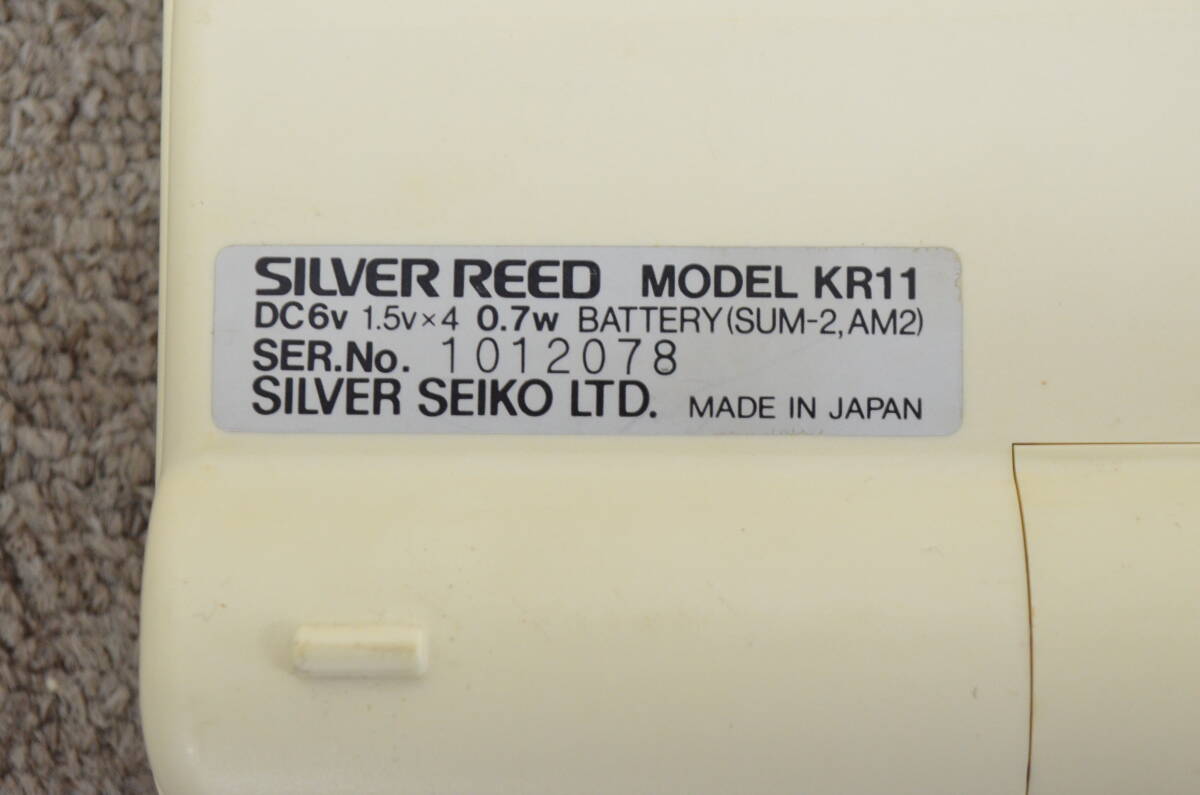 SILVER REED MODEL KR11
DC6v 1.5v×4 0.7w BATTERY(SUM-2,AM2)
SER.No. 1012078
SILVER SEIKO LTD. MADE IN JAPAN